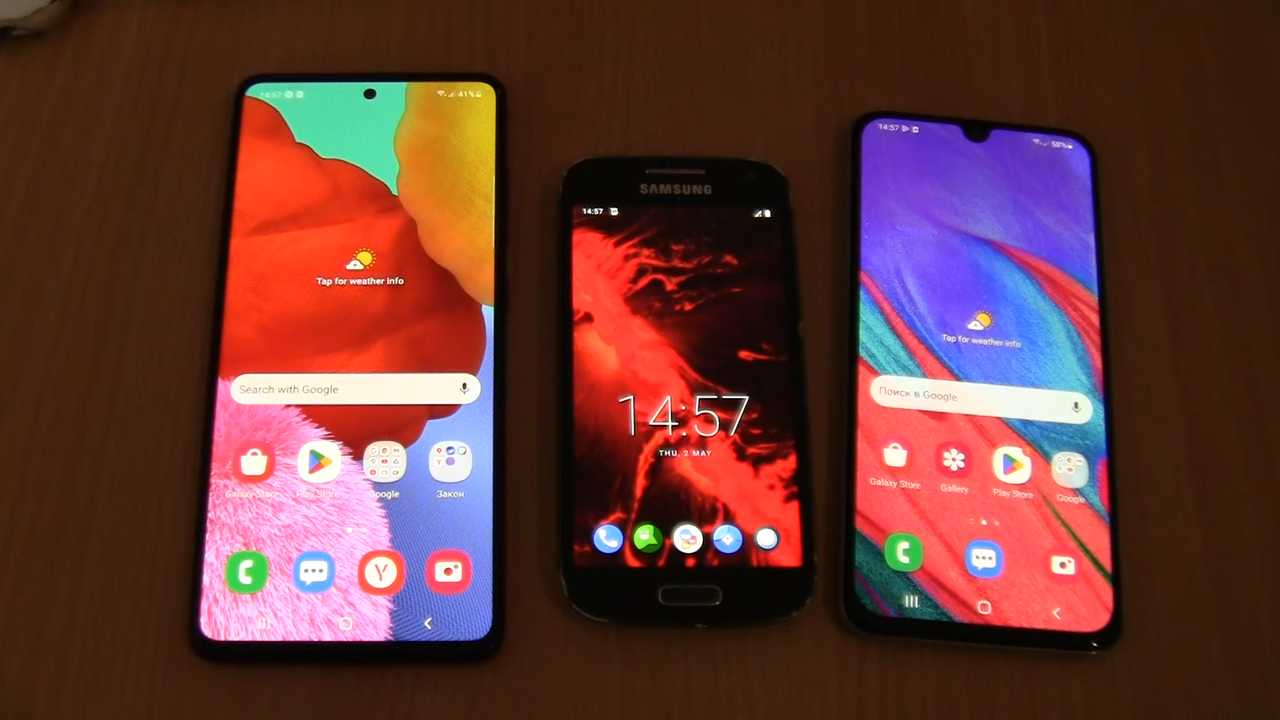 14:57
41%
Tap for weather info
Search with Google
Galaxy Store
Play Store
Google
Закон
SAMSUNG
14:57
14:57
THU, 2 MAY
14:57
58%
Tap for weather info
Поиск в Google
Galaxy Store
Gallery
Play Store
Google